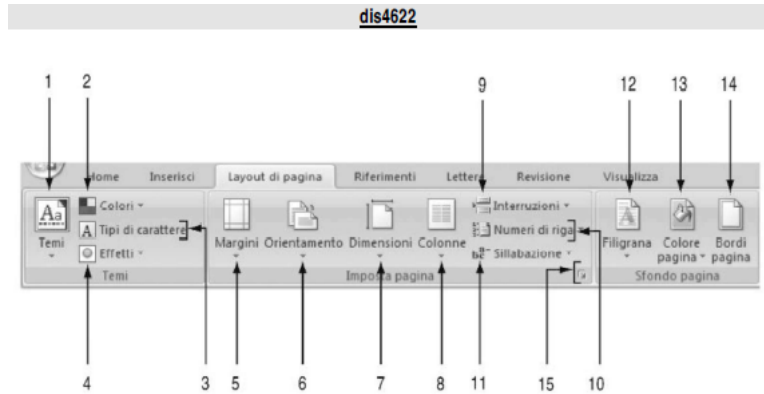 dis4622
1 2 9 12 13 14
Home Inserisci Layout di pagina Riferimenti Lettere Revisione Visualizza
Aa Colori Interruzioni
A Tipi di carattere Numeri di riga
Temi Margini Orientamento Dimensioni Colonne Filigrana Colore pagina Bordi pagina
Effetti Sillabazione
Temi Imposta pagina Sfondo pagina
4 3 5 6 7 8 11 15 10